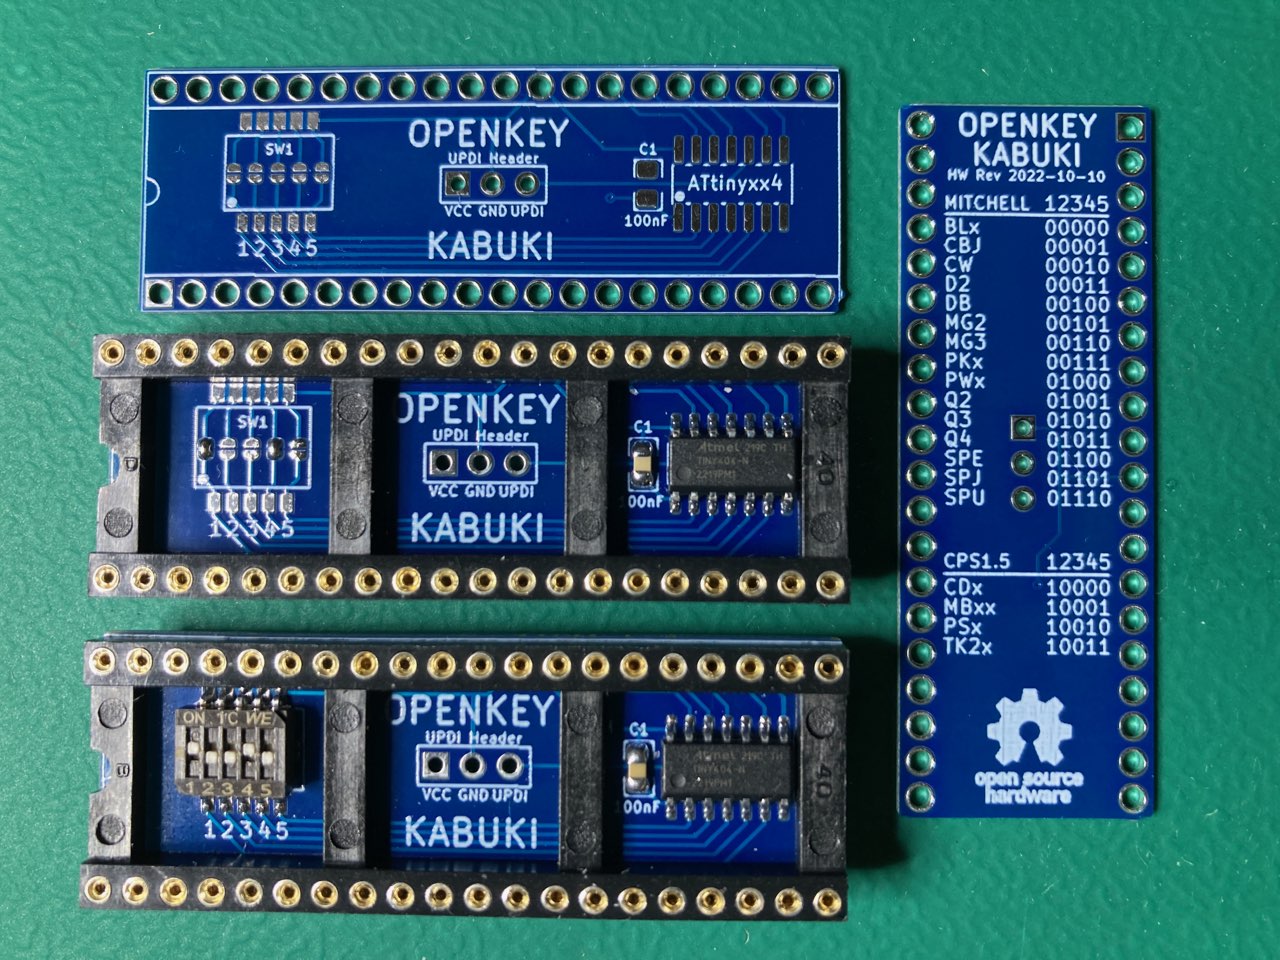 SW1
12345
OPENKEY
UPDI Header
VCC GND UPDI
KABUKI
C1
100nF
ATtinyxx4
SW1
12345
OPENKEY
UPDI Header
VCC GND UPDI
KABUKI
C1
00nF
Atmel
TINY404-N
40
ON
12345
12345
OPENKEY
UPDI Header
VCC GND UPDI
KABUKI
C1
00nF
40
OPENKEY
KABUKI
HW Rev 2022-10-10
MITCHELL 12345
BLx 00000
CBJ 00001
CW 00010
D2 00011
DB 00100
MG2 00101
MG3 00110
PKx 00111
PWx 01000
Q2 01001
Q3 01010
Q4 01011
SPE 01100
SPJ 01101
SPU 01110
CPS1.5 12345
CDx 10000
MBxx 10001
PSx 10010
TK2x 10011
open source
hardware